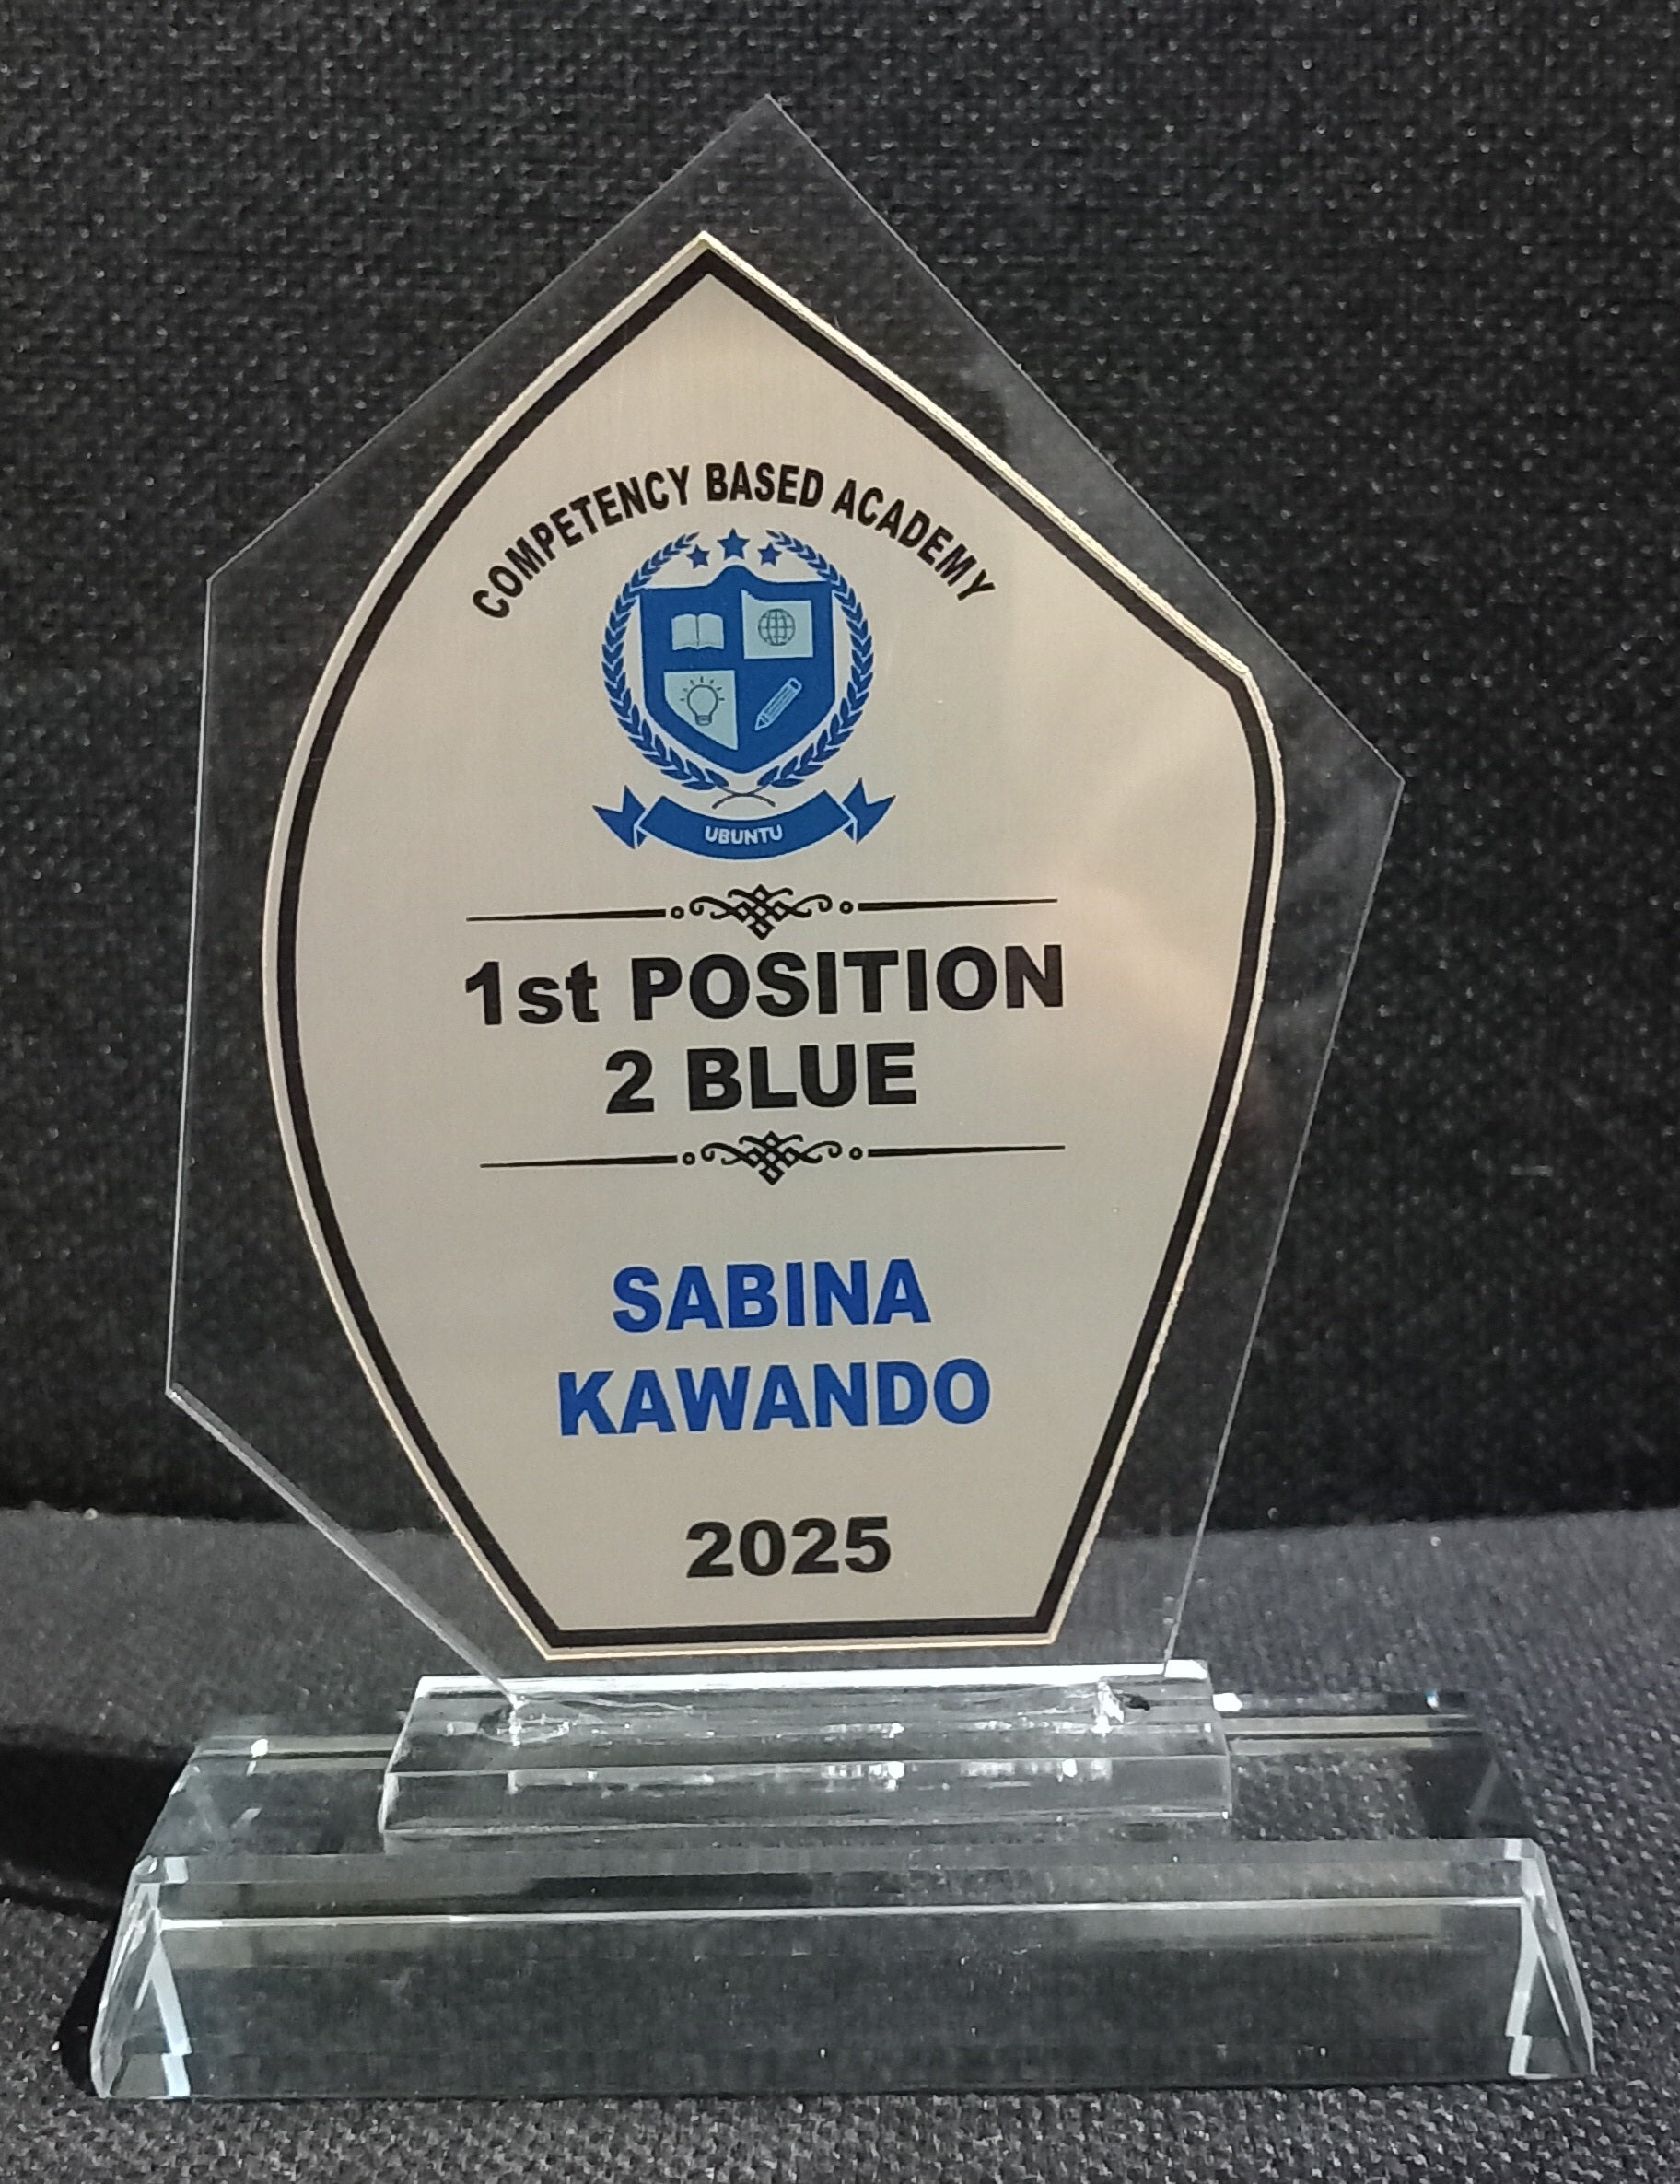 COMPETENCY BASED ACADEMY
UBUNTU
1st POSITION
2 BLUE
SABINA
KAWANDO
2025